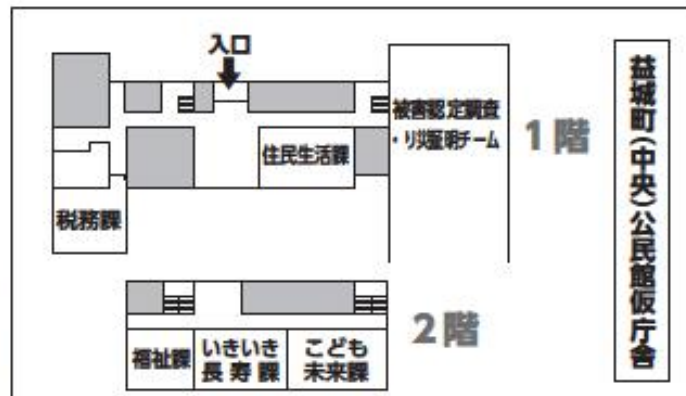 入口
被害認定調査
・り災証明チーム
住民生活課
税務課
1階
福祉課
いきいき
長寿課
こども
未来課
2階
益城町(中央)公民館仮庁舎